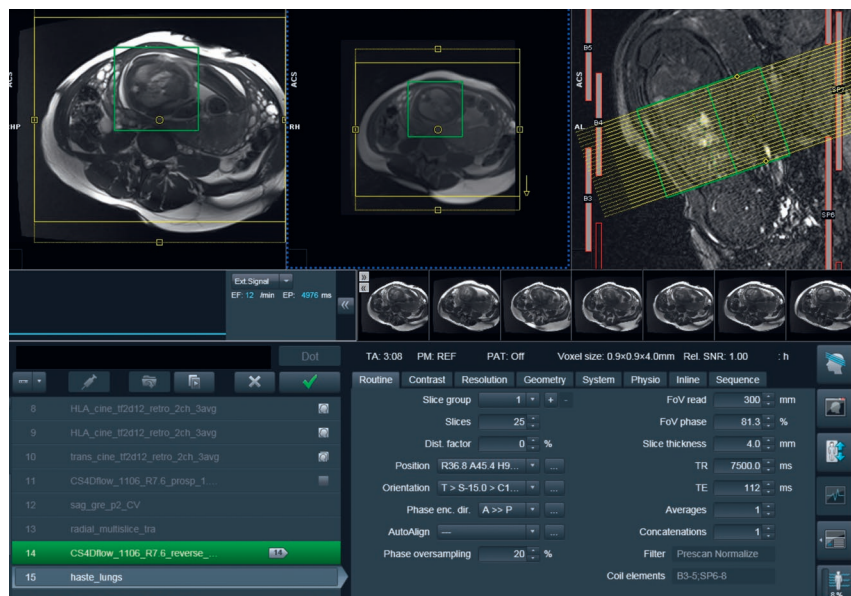 ACS
HP
RH
ACS
ACS
AL
B5
B4
B3
SP7
SP6
Ext.Signal
EF: 12 /min EP: 4976 ms
Dot
TA: 3:08 PM: REF PAT: Off Voxel size: 0.9×0.9×4.0mm Rel. SNR: 1.00 : h
Routine Contrast Resolution Geometry System Physio Inline Sequence
8 HLA_cine_tf2d12_retro_2ch_3avg
9 HLA_cine_tf2d12_retro_2ch_3avg
10 trans_cine_tf2d12_retro_2ch_3avg
11 CS4Dflow_1106_R7.6_prosp_1....
12 sag_gre_p2_CV
13 radial_multislice_tra
14 CS4Dflow_1106_R7.6_reverse_... 14
15 haste_lungs
Slice group 1 + -
Slices 25
Dist. factor 0 %
Position R36.8 A45.4 H9... ...
Orientation T > S-15.0 > C1... ...
Phase enc. dir. A >> P ...
AutoAlign --- ...
Phase oversampling 20 %
FoV read 300 mm
FoV phase 81.3 %
Slice thickness 4.0 mm
TR 7500.0 ms
TE 112 ms
Averages 1
Concatenations 1
Filter Prescan Normalize
Coil elements B3-5;SP6-8
8 %